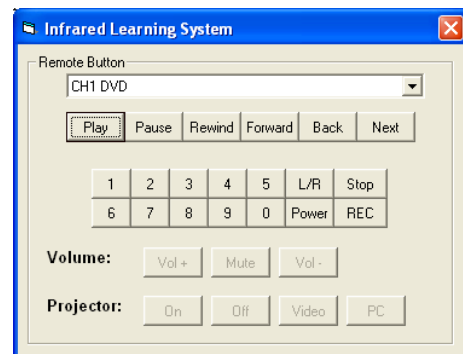 Infrared Learning System
Remote Button
CH1 DVD
Play Pause Rewind Forward Back Next
1 2 3 4 5 L/R Stop
6 7 8 9 0 Power REC
Volume: Vol + Mute Vol -
Projector: On Off Video PC